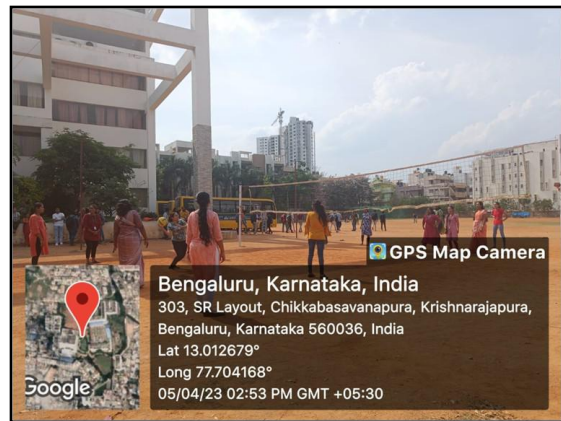 GPS Map Camera
Bengaluru, Karnataka, India
303, SR Layout, Chikkabasavanapura, Krishnarajapura,
Bengaluru, Karnataka 560036, India
Lat 13.012679°
Long 77.704168°
05/04/23 02:53 PM GMT +05:30
Google